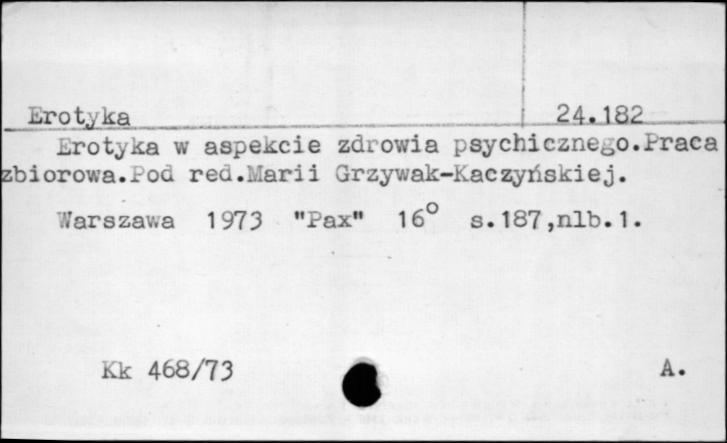 Erotyka 24.182
Erotyka w aspekcie zdrowia psychicznego.Praca
zbiorowa.Pod red.Marii Grzywak-Kaczyńskiej.
Warszawa 1973 "Pax" 16° s.187,nlb.1.
Kk 468/73 A.